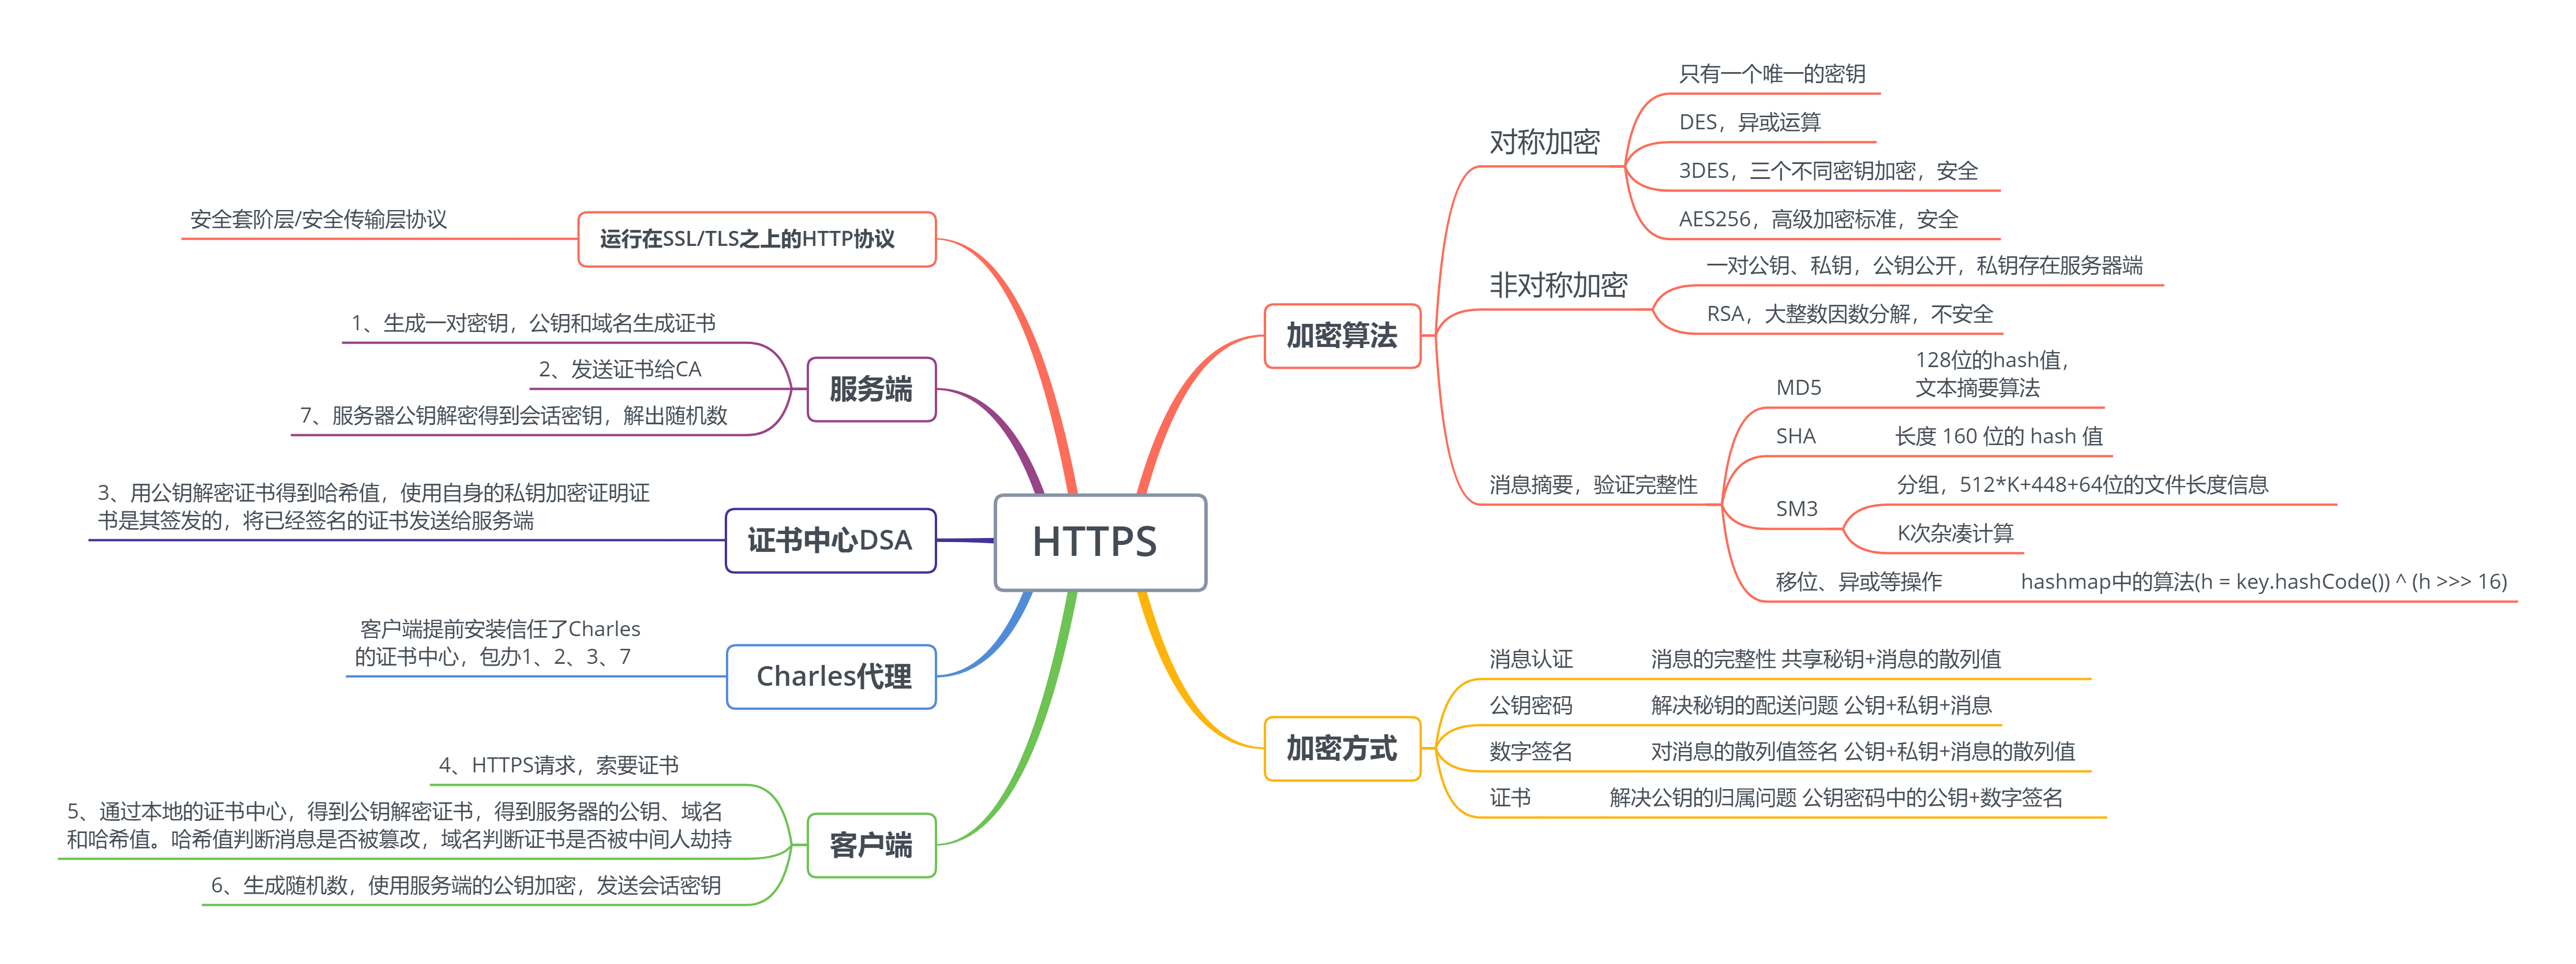 HTTPS
加密算法
对称加密
只有一个唯一的密钥
DES，异或运算
3DES，三个不同密钥加密，安全
AES256，高级加密标准，安全
非对称加密
一对公钥、私钥，公钥公开，私钥存在服务器端
RSA，大整数因数分解，不安全
消息摘要，验证完整性
MD5
128位的hash值，
文本摘要算法
SHA
长度 160 位的 hash 值
SM3
分组，512*K+448+64位的文件长度信息
K次杂凑计算
移位、异或等操作
hashmap中的算法(h = key.hashCode()) ^ (h >>> 16)
加密方式
消息认证
消息的完整性 共享秘钥+消息的散列值
公钥密码
解决秘钥的配送问题 公钥+私钥+消息
数字签名
对消息的散列值签名 公钥+私钥+消息的散列值
证书
解决公钥的归属问题 公钥密码中的公钥+数字签名
运行在SSL/TLS之上的HTTP协议
安全套阶层/安全传输层协议
服务端
1、生成一对密钥，公钥和域名生成证书
2、发送证书给CA
7、服务器公钥解密得到会话密钥，解出随机数
证书中心DSA
3、用公钥解密证书得到哈希值，使用自身的私钥加密证明证
书是其签发的，将已经签名的证书发送给服务端
Charles代理
客户端提前安装信任了Charles
的证书中心，包办1、2、3、7
客户端
4、HTTPS请求，索要证书
5、通过本地的证书中心，得到公钥解密证书，得到服务器的公钥、域名
和哈希值。哈希值判断消息是否被篡改，域名判断证书是否被中间人劫持
6、生成随机数，使用服务端的公钥加密，发送会话密钥